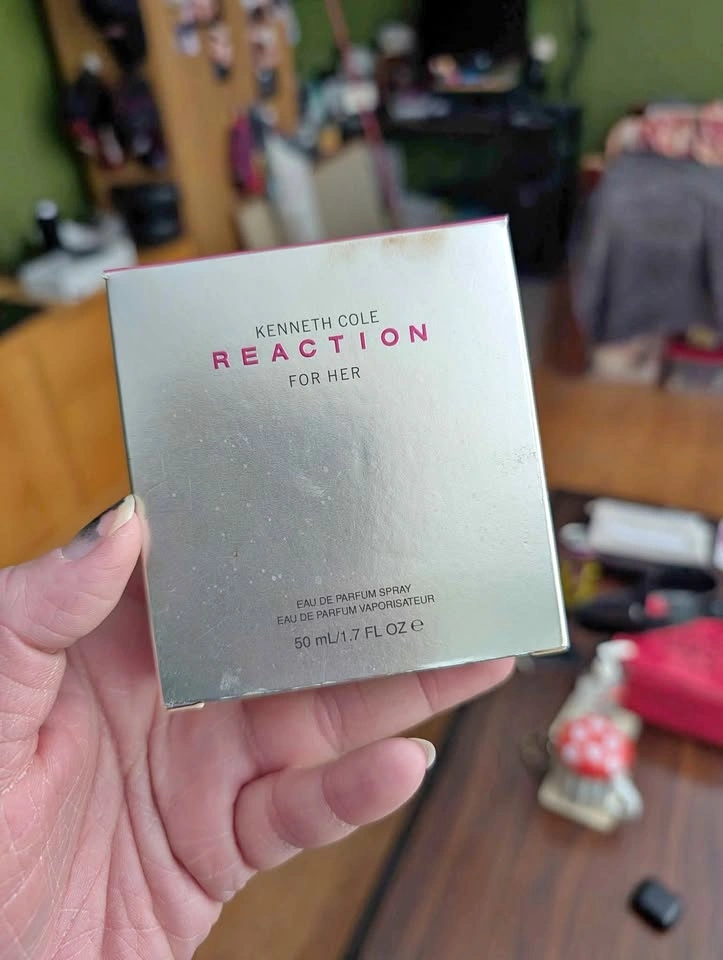 KENNETH COLE
REACTION
FOR HER
EAU DE PARFUM SPRAY
EAU DE PARFUM VAPORISATEUR
50 mL/1.7 FL OZ ℮